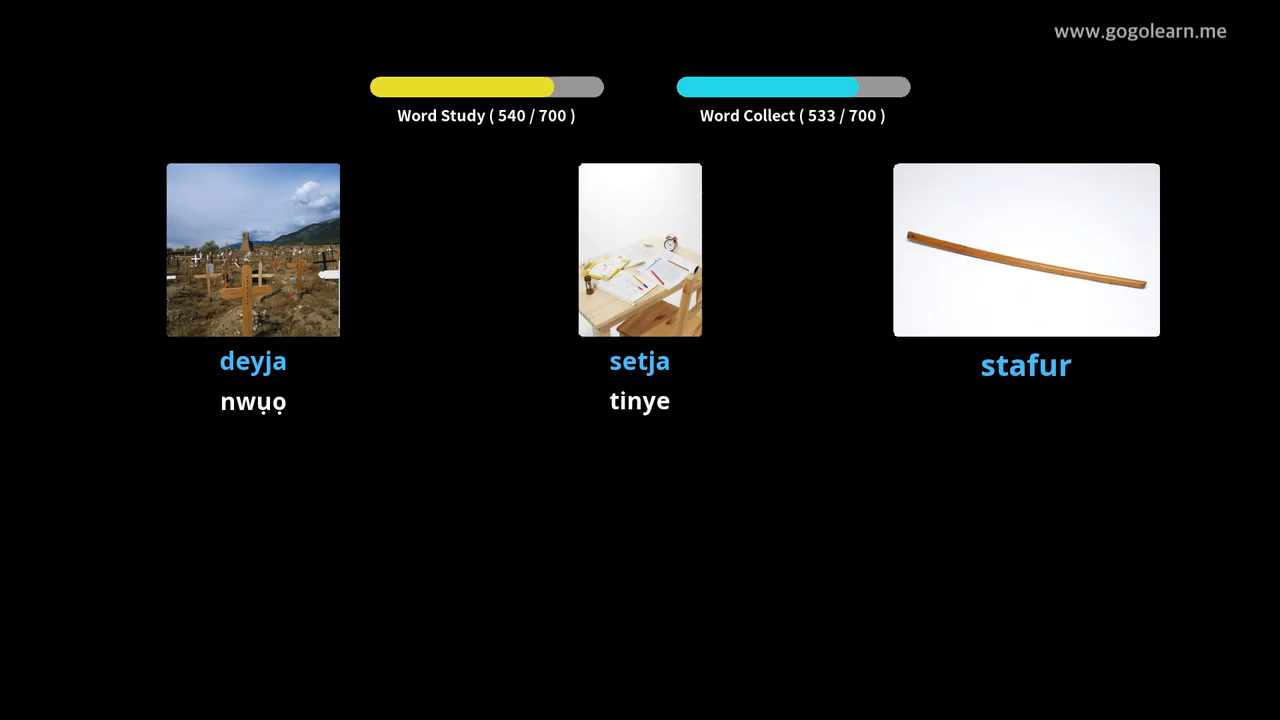 www.gogolearn.me
Word Study ( 540 / 700 )
Word Collect ( 533 / 700 )
deyja
setja
stafur
nwụọ
tinye